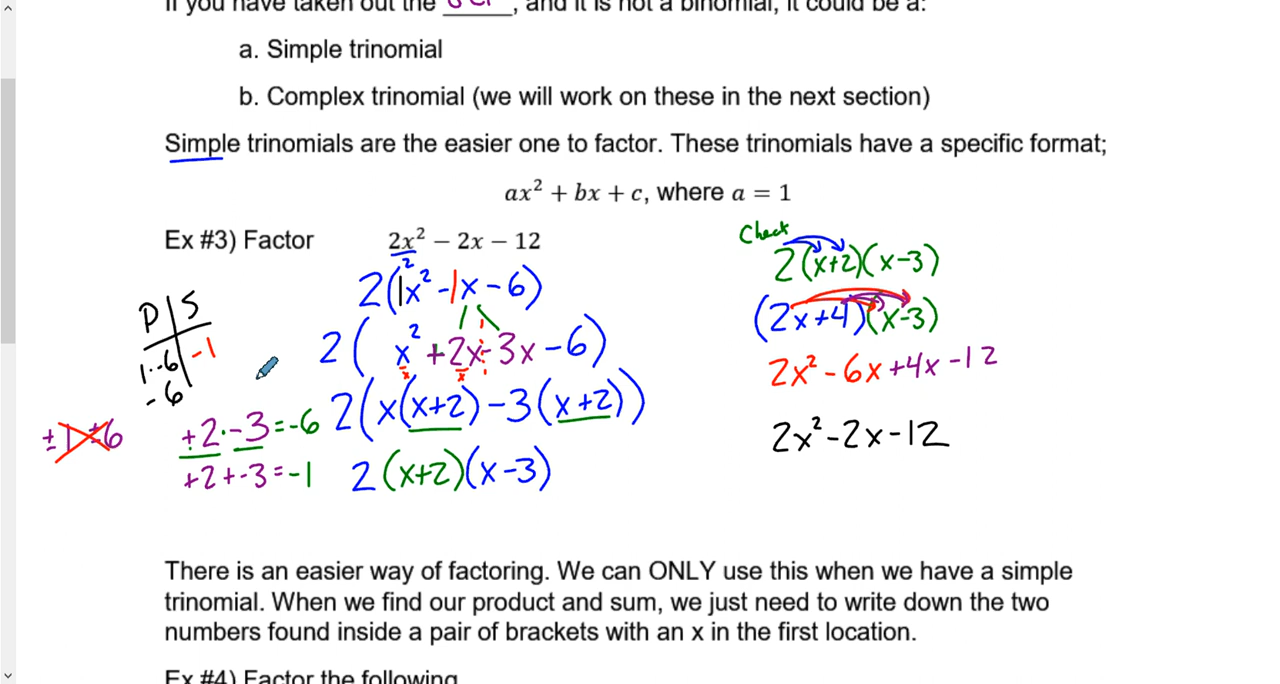 If you have taken out the GCF, and it is not a binomial, it could be a:
a. Simple trinomial
b. Complex trinomial (we will work on these in the next section)
Simple trinomials are the easier one to factor. These trinomials have a specific format;
ax² + bx + c, where a = 1
Ex #3) Factor 2x² − 2x − 12
2
2(1x² -1x - 6)
2( x² +2x - 3x - 6)
x x
2(x(x+2) - 3(x+2))
2(x+2)(x-3)
P | S
1·-6 | -1
-6
±1 ±6
+2·-3 = -6
+2+-3 = -1
Check
2(x+2)(x-3)
(2x+4)(x-3)
2x² - 6x + 4x - 12
2x² - 2x - 12
There is an easier way of factoring. We can ONLY use this when we have a simple
trinomial. When we find our product and sum, we just need to write down the two
numbers found inside a pair of brackets with an x in the first location.
Ex #4) Factor the following